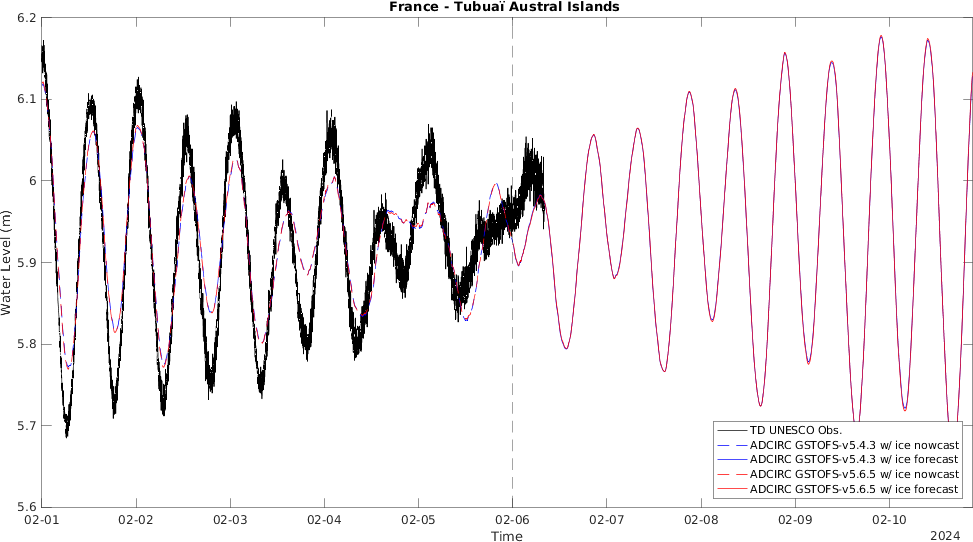 France - Tubuaï Austral Islands
6.2
6.1
6
5.9
5.8
5.7
5.6
Water Level (m)
TD UNESCO Obs.
ADCIRC GSTOFS-v5.4.3 w/ ice nowcast
ADCIRC GSTOFS-v5.4.3 w/ ice forecast
ADCIRC GSTOFS-v5.6.5 w/ ice nowcast
ADCIRC GSTOFS-v5.6.5 w/ ice forecast
02-01 02-02 02-03 02-04 02-05 02-06 02-07 02-08 02-09 02-10
Time
2024